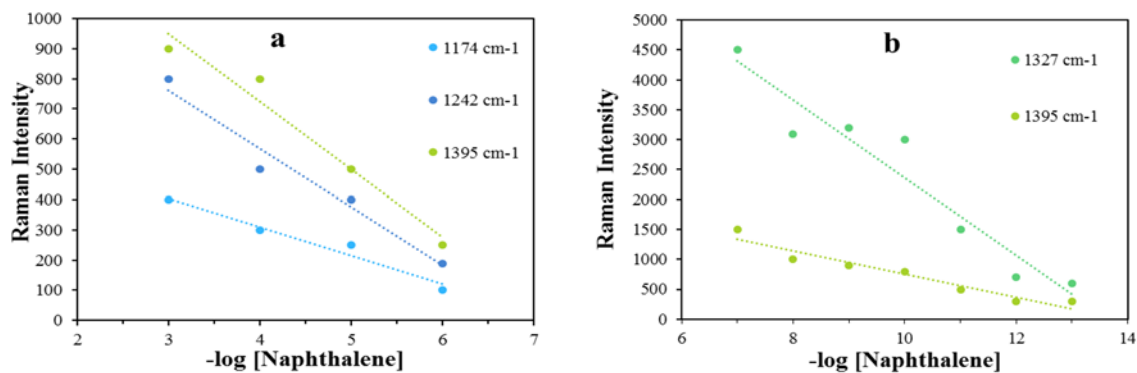 a
1000
900
800
700
600
500
400
300
200
100
0
Raman Intensity
1174 cm-1
1242 cm-1
1395 cm-1
2 3 4 5 6 7
-log [Naphthalene]
b
5000
4500
4000
3500
3000
2500
2000
1500
1000
500
0
Raman Intensity
1327 cm-1
1395 cm-1
6 8 10 12 14
-log [Naphthalene]